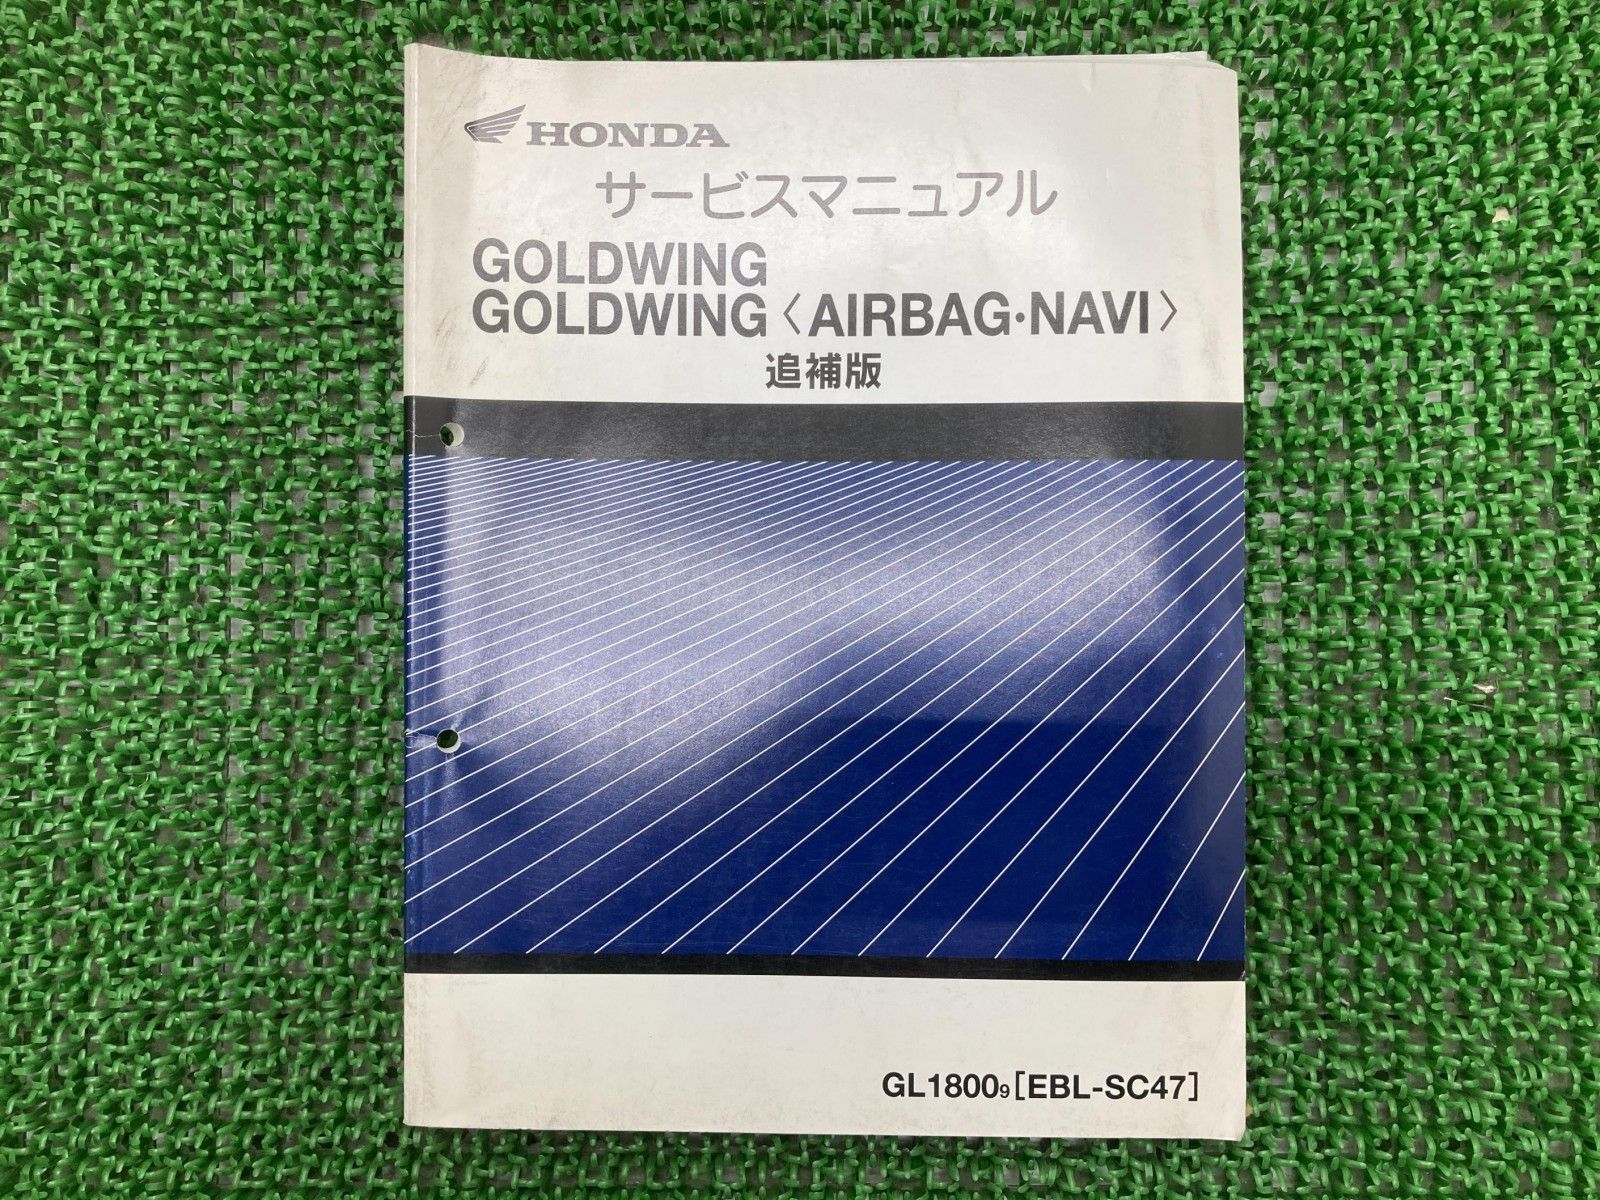 HONDA
サービスマニュアル
GOLDWING
GOLDWING〈AIRBAG·NAVI〉
追補版
GL1800₉[EBL-SC47]